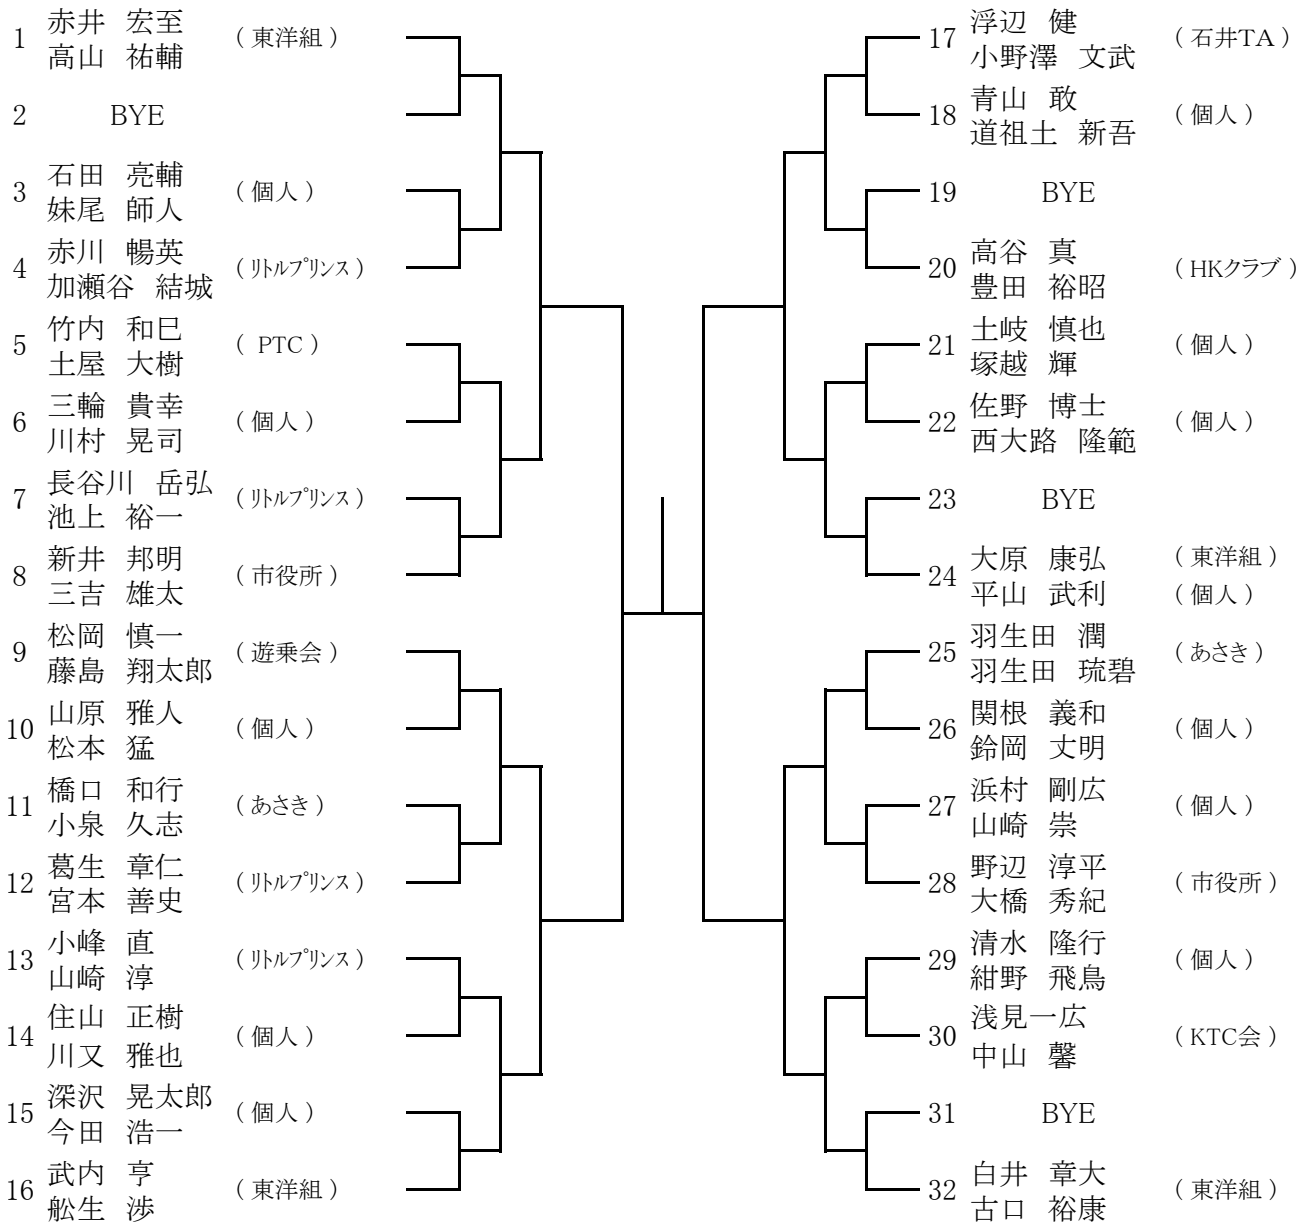 1 赤井 宏至 (東洋組)
高山 祐輔
2 BYE
3 石田 亮輔 (個人)
妹尾 師人
4 赤川 暢英 (ﾘﾄﾙﾌﾟﾘﾝｽ)
加瀬谷 結城
5 竹内 和巳 ( PTC )
土屋 大樹
6 三輪 貴幸 (個人)
川村 晃司
7 長谷川 岳弘 (ﾘﾄﾙﾌﾟﾘﾝｽ)
池上 裕一
8 新井 邦明 (市役所)
三吉 雄太
9 松岡 慎一 (遊乗会)
藤島 翔太郎
10 山原 雅人 (個人)
松本 猛
11 橋口 和行 (あさき)
小泉 久志
12 葛生 章仁 (ﾘﾄﾙﾌﾟﾘﾝｽ)
宮本 善史
13 小峰 直 (ﾘﾄﾙﾌﾟﾘﾝｽ)
山崎 淳
14 住山 正樹 (個人)
川又 雅也
15 深沢 晃太郎 (個人)
今田 浩一
16 武内 亨 (東洋組)
舩生 渉
17 浮辺 健 (石井TA)
小野澤 文武
18 青山 敢 (個人)
道祖土 新吾
19 BYE
20 高谷 真 (HKクラブ)
豊田 裕昭
21 土岐 慎也 (個人)
塚越 輝
22 佐野 博士 (個人)
西大路 隆範
23 BYE
24 大原 康弘 (東洋組)
平山 武利 (個人)
25 羽生田 潤 (あさき)
羽生田 琉碧
26 関根 義和 (個人)
鈴岡 丈明
27 浜村 剛広 (個人)
山崎 崇
28 野辺 淳平 (市役所)
大橋 秀紀
29 清水 隆行 (個人)
紺野 飛鳥
30 浅見一広 (KTC会)
中山 馨
31 BYE
32 白井 章大 (東洋組)
古口 裕康